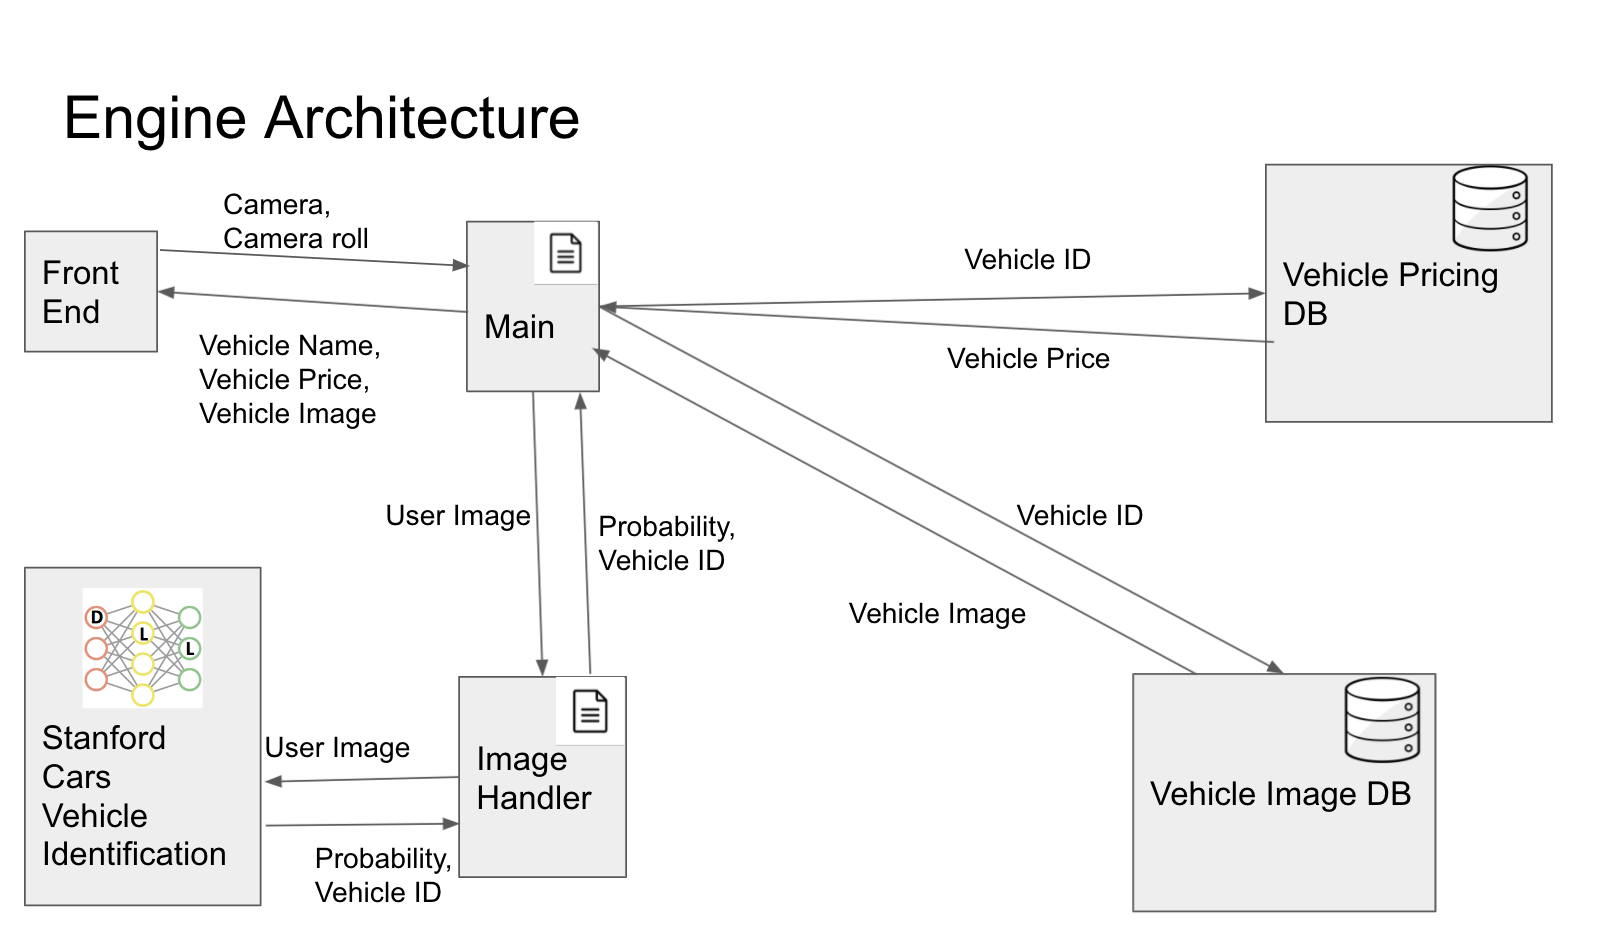 Engine Architecture
Camera,
Camera roll
Front
End
Main
Vehicle ID
Vehicle Pricing
DB
Vehicle Name,
Vehicle Price,
Vehicle Image
Vehicle Price
User Image
Probability,
Vehicle ID
Vehicle ID
Vehicle Image
D
L
L
Stanford
Cars
Vehicle
Identification
User Image
Probability,
Vehicle ID
Image
Handler
Vehicle Image DB